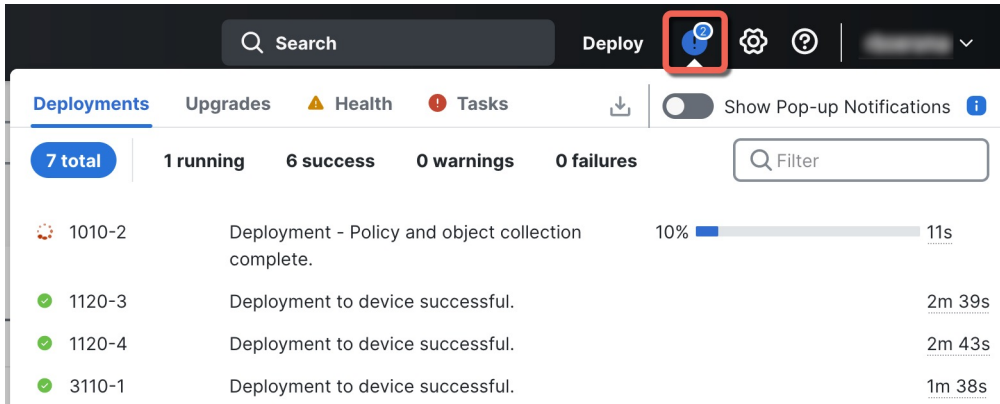 Search
Deploy
2
Deployments Upgrades Health Tasks Show Pop-up Notifications
7 total 1 running 6 success 0 warnings 0 failures Filter
1010-2 Deployment - Policy and object collection 10% 11s
complete.
1120-3 Deployment to device successful. 2m 39s
1120-4 Deployment to device successful. 2m 43s
3110-1 Deployment to device successful. 1m 38s